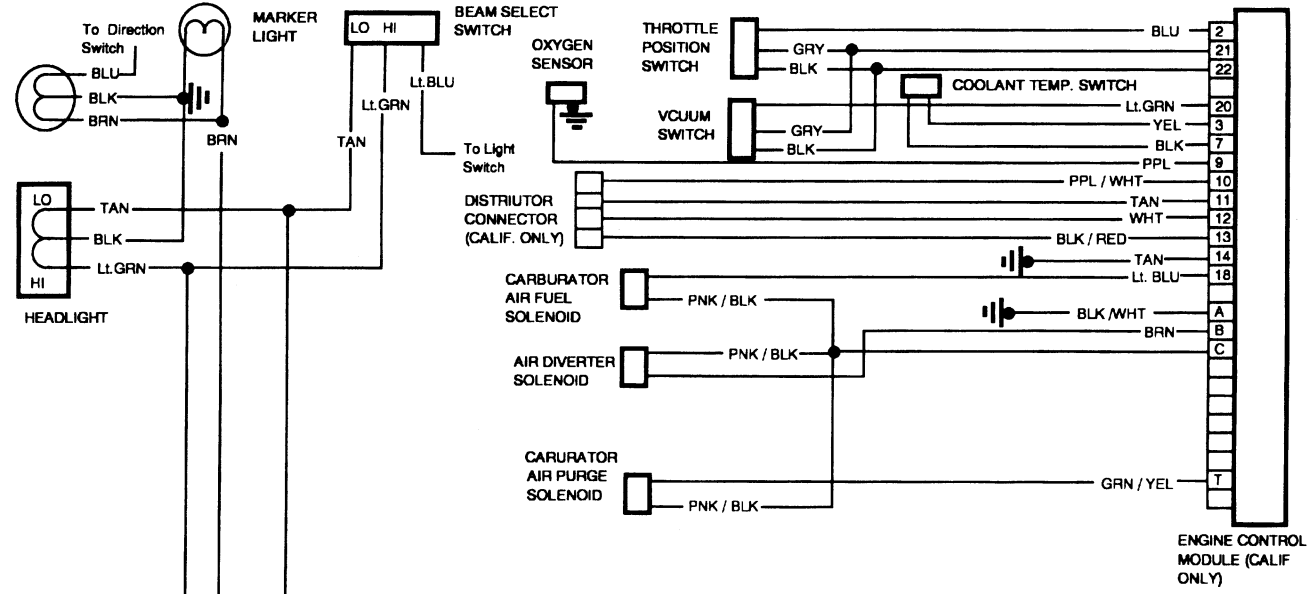 To Direction
Switch
BLU
BLK
BRN
MARKER
LIGHT
BRN
LO HI
BEAM SELECT
SWITCH
Lt.BLU
Lt.GRN
TAN
To Light
Switch
LO
HI
TAN
BLK
Lt.GRN
HEADLIGHT
OXYGEN
SENSOR
THROTTLE
POSITION
SWITCH
GRY
BLK
VCUUM
SWITCH
GRY
BLK
COOLANT TEMP. SWITCH
DISTRIUTOR
CONNECTOR
(CALIF. ONLY)
CARBURATOR
AIR FUEL
SOLENOID
PNK / BLK
AIR DIVERTER
SOLENOID
PNK / BLK
CARURATOR
AIR PURGE
SOLENOID
PNK / BLK
BLU 2
21
22
Lt.GRN 20
YEL 3
BLK 7
PPL 9
PPL / WHT 10
TAN 11
WHT 12
BLK / RED 13
TAN 14
Lt. BLU 18
BLK /WHT A
BRN B
C
GRN / YEL T
ENGINE CONTROL
MODULE (CALIF
ONLY)